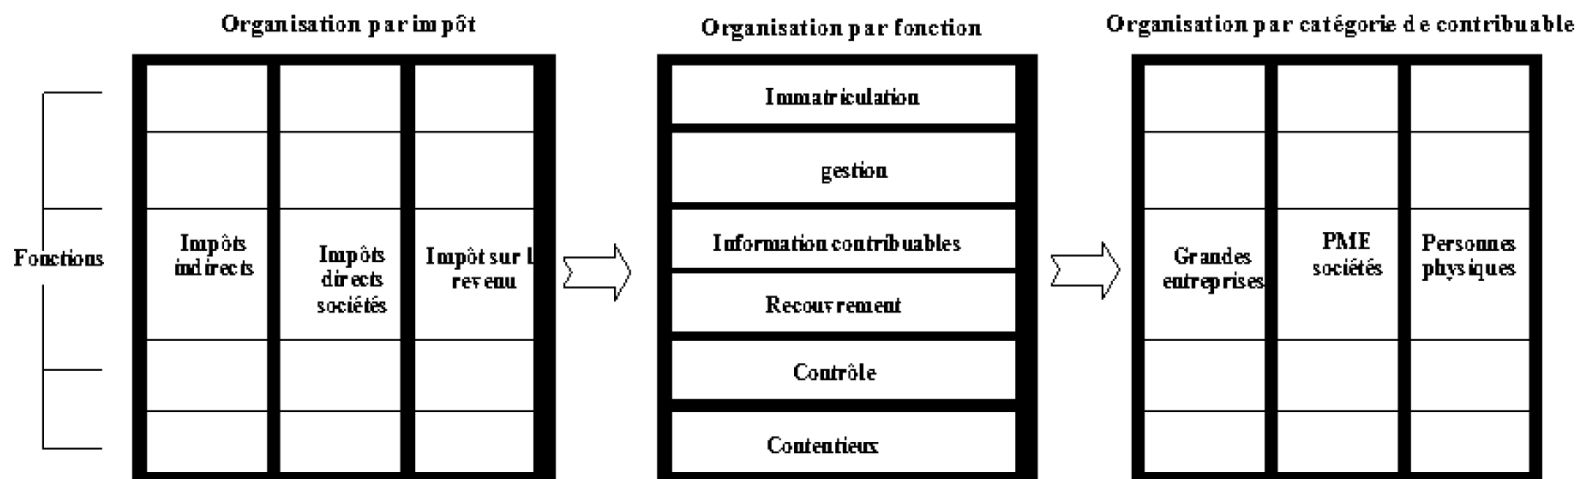 Organisation par impôt
Organisation par fonction
Organisation par catégorie de contribuable
Fonctions
Impôts
indirects
Impôts
directs
sociétés
Impôt sur l
revenu
Immatriculation
gestion
Information contribuables
Recouvrement
Contrôle
Contentieux
Grandes
entreprises
PME
sociétés
Personnes
physiques